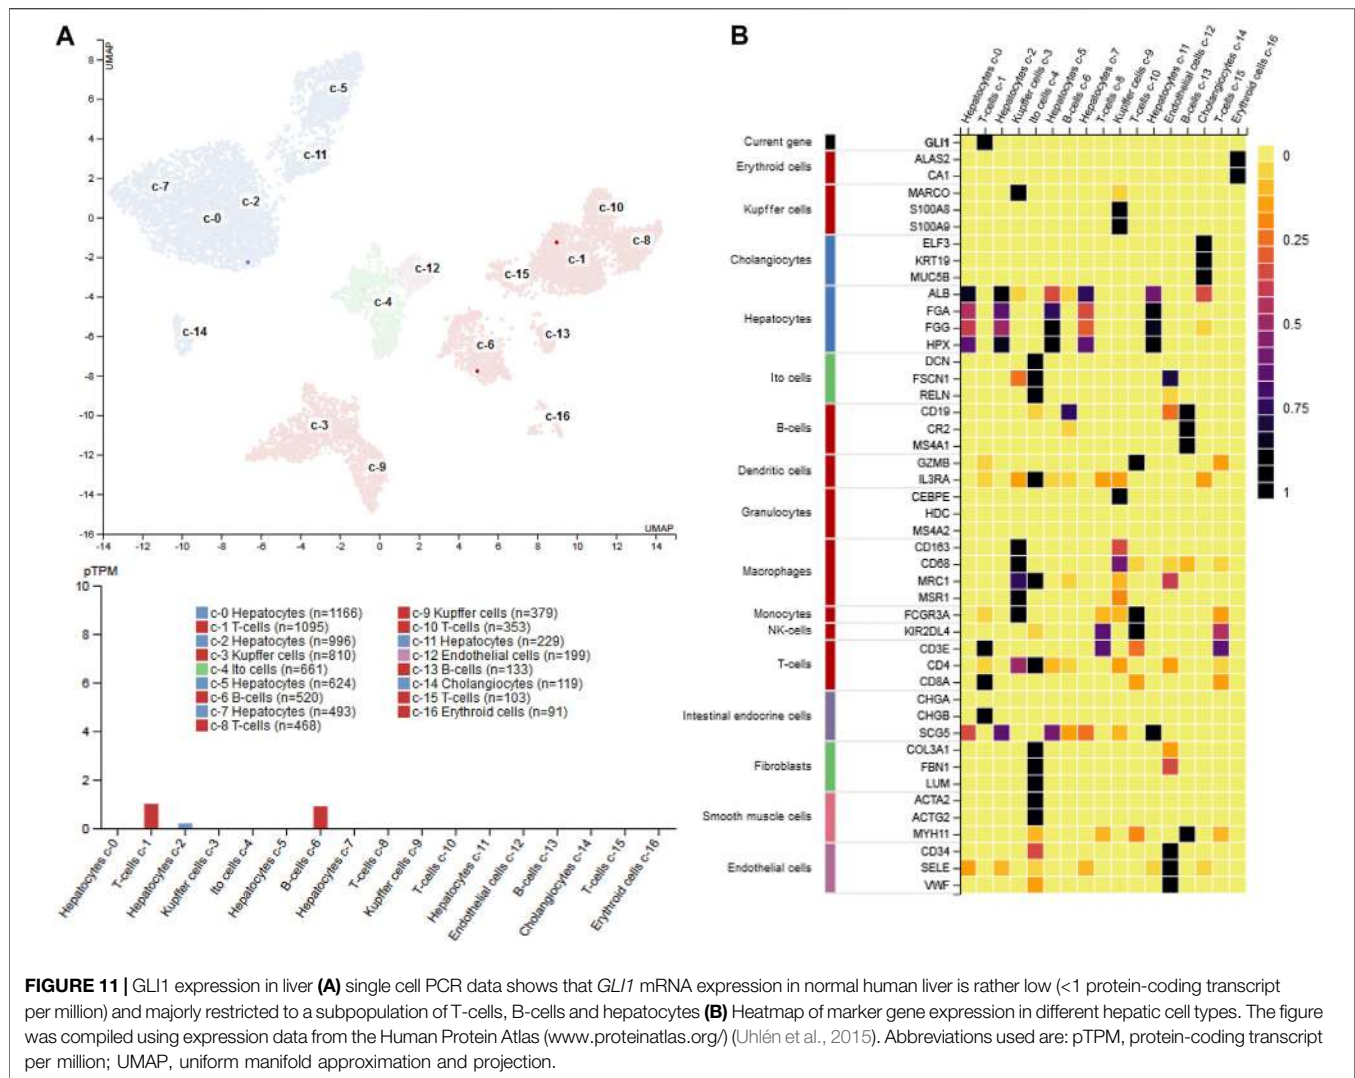 A
UMAP
8
6
4
2
0
-2
-4
-6
-8
-10
-12
-14
-16
-14
-12
-10
-8
-6
-4
-2
0
2
4
6
8
10
12
14
UMAP
c-5
c-11
c-7
c-2
c-0
c-10
c-8
c-1
c-15
c-12
c-4
c-14
c-13
c-6
c-16
c-3
c-9
pTPM
10
8
6
4
2
0
c-0 Hepatocytes (n=1166)
c-1 T-cells (n=1095)
c-2 Hepatocytes (n=996)
c-3 Kupffer cells (n=810)
c-4 Ito cells (n=661)
c-5 Hepatocytes (n=624)
c-6 B-cells (n=520)
c-7 Hepatocytes (n=493)
c-8 T-cells (n=468)
c-9 Kupffer cells (n=379)
c-10 T-cells (n=353)
c-11 Hepatocytes (n=229)
c-12 Endothelial cells (n=199)
c-13 B-cells (n=133)
c-14 Cholangiocytes (n=119)
c-15 T-cells (n=103)
c-16 Erythroid cells (n=91)
Hepatocytes c-0
T-cells c-1
Hepatocytes c-2
Kupffer cells c-3
Ito cells c-4
Hepatocytes c-5
B-cells c-6
Hepatocytes c-7
T-cells c-8
Kupffer cells c-9
T-cells c-10
Hepatocytes c-11
Endothelial cells c-12
B-cells c-13
Cholangiocytes c-14
T-cells c-15
Erythroid cells c-16
B
Hepatocytes c-0
T-cells c-1
Hepatocytes c-2
Kupffer cells c-3
Ito cells c-4
Hepatocytes c-5
B-cells c-6
Hepatocytes c-7
T-cells c-8
Kupffer cells c-9
T-cells c-10
Hepatocytes c-11
Endothelial cells c-12
B-cells c-13
Cholangiocytes c-14
T-cells c-15
Erythroid cells c-16
Current gene
Erythroid cells
Kupffer cells
Cholangiocytes
Hepatocytes
Ito cells
B-cells
Dendritic cells
Granulocytes
Macrophages
Monocytes
NK-cells
T-cells
Intestinal endocrine cells
Fibroblasts
Smooth muscle cells
Endothelial cells
GLI1
ALAS2
CA1
MARCO
S100A8
S100A9
ELF3
KRT19
MUC5B
ALB
FGA
FGG
HPX
DCN
FSCN1
RELN
CD19
CR2
MS4A1
GZMB
IL3RA
CEBPE
HDC
MS4A2
CD163
CD68
MRC1
MSR1
FCGR3A
KIR2DL4
CD3E
CD4
CD8A
CHGA
CHGB
SCG5
COL3A1
FBN1
LUM
ACTA2
ACTG2
MYH11
CD34
SELE
VWF
0
0.25
0.5
0.75
1
FIGURE 11 | GLI1 expression in liver (A) single cell PCR data shows that GLI1 mRNA expression in normal human liver is rather low (<1 protein-coding transcript
per million) and majorly restricted to a subpopulation of T-cells, B-cells and hepatocytes (B) Heatmap of marker gene expression in different hepatic cell types. The figure
was compiled using expression data from the Human Protein Atlas (www.proteinatlas.org/) (Uhlén et al., 2015). Abbreviations used are: pTPM, protein-coding transcript
per million; UMAP, uniform manifold approximation and projection.